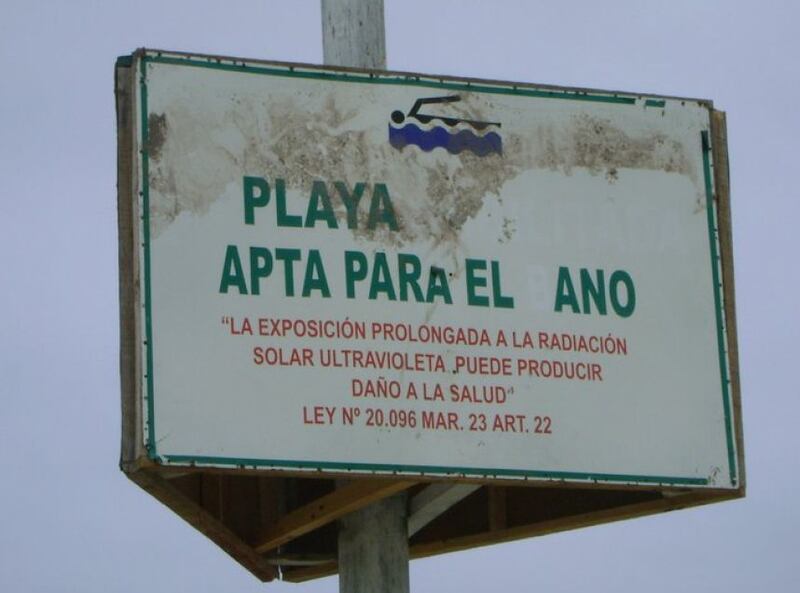 PLAYA
APTA PARA EL ANO
“LA EXPOSICIÓN PROLONGADA A LA RADIACIÓN
SOLAR ULTRAVIOLETA PUEDE PRODUCIR
DAÑO A LA SALUD”
LEY Nº 20.096 MAR. 23 ART. 22